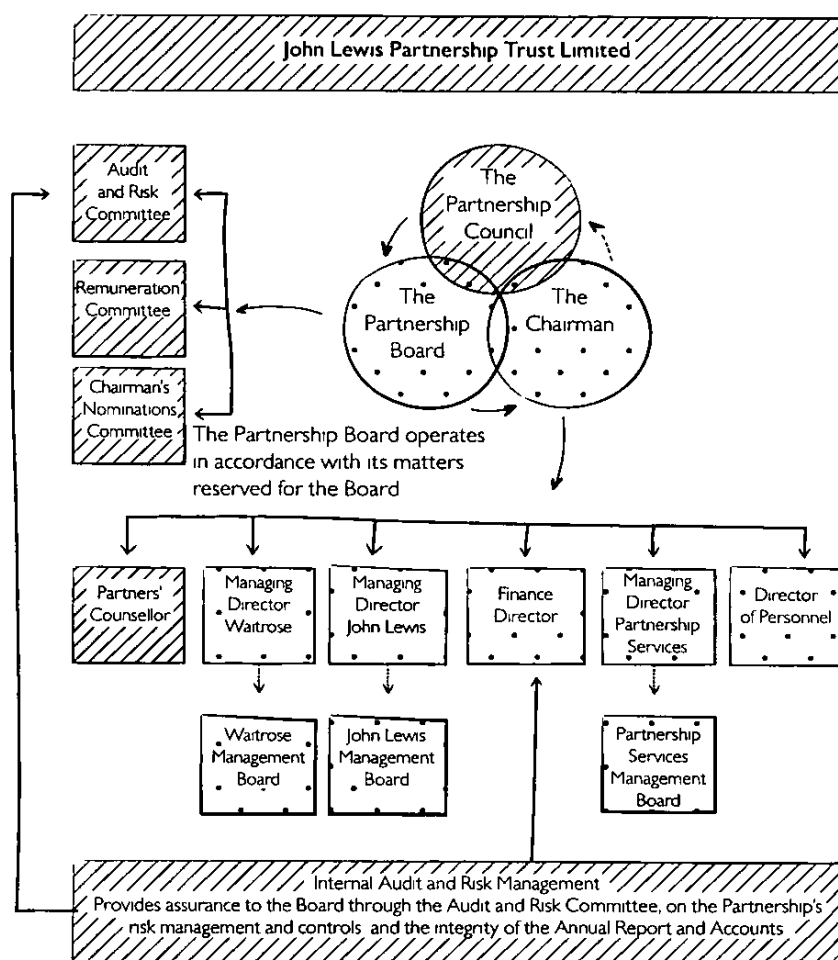 John Lewis Partnership Trust Limited
Audit
and Risk
Committee
Remuneration
Committee
Chairman's
Nominations
Committee
The
Partnership
Council
The
Partnership
Board
The
Chairman
The Partnership Board operates
in accordance with its matters
reserved for the Board
Partners'
Counsellor
Managing
Director
Waitrose
Managing
Director
John Lewis
Finance
Director
Managing
Director
Partnership
Services
Director
of Personnel
Waitrose
Management
Board
John Lewis
Management
Board
Partnership
Services
Management
Board
Internal Audit and Risk Management
Provides assurance to the Board through the Audit and Risk Committee, on the Partnership's
risk management and controls and the integrity of the Annual Report and Accounts